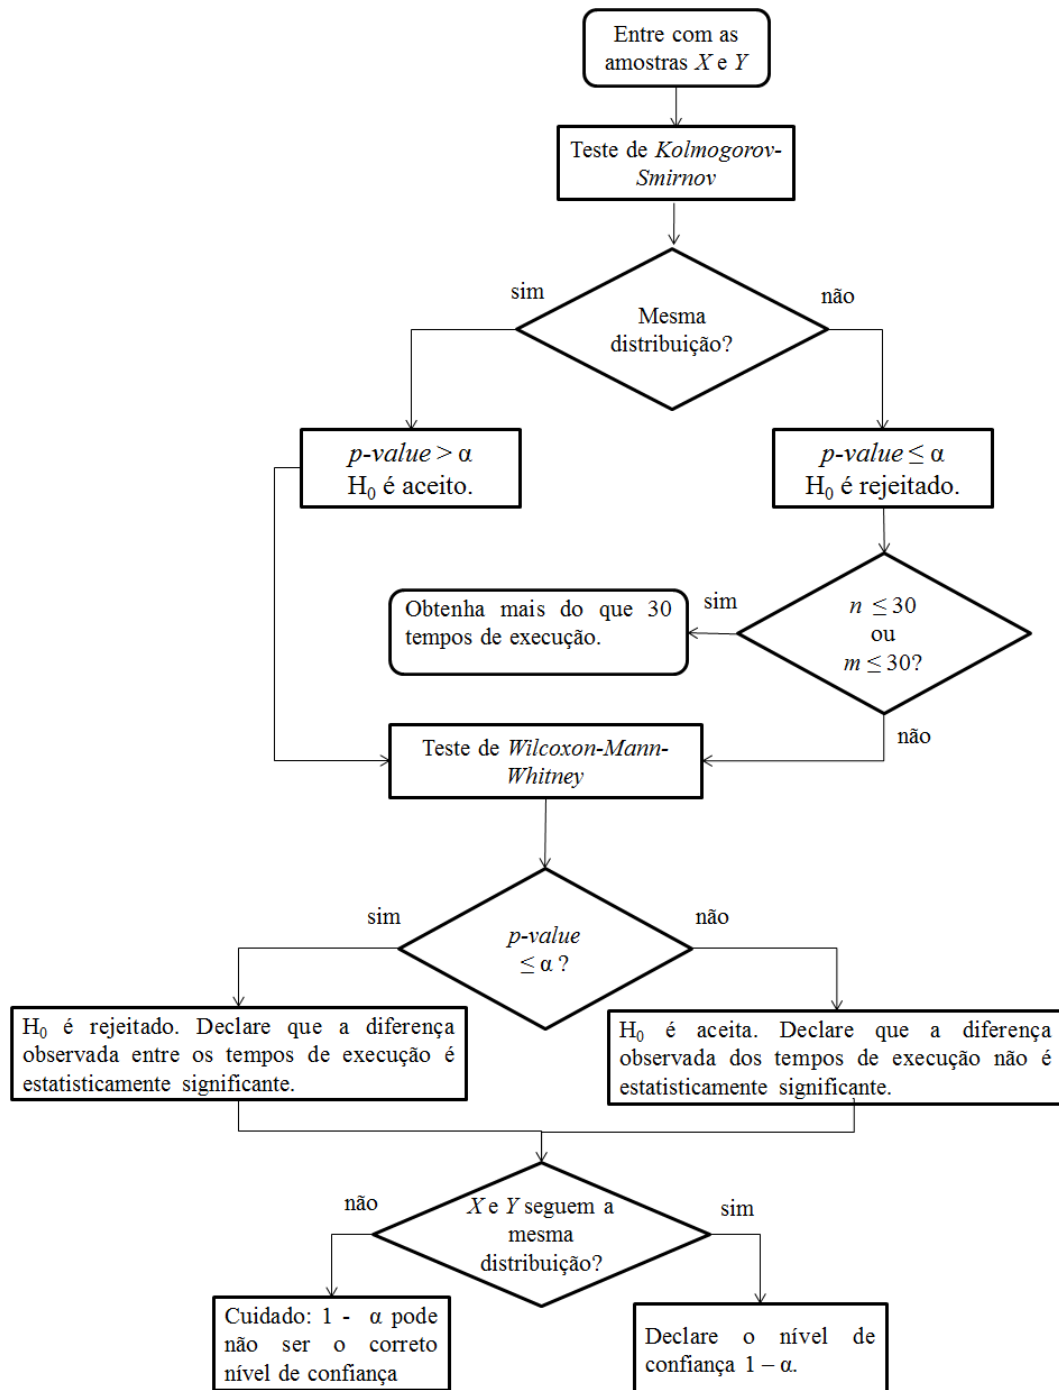 Entre com as
amostras X e Y
Teste de Kolmogorov-
Smirnov
sim
não
Mesma
distribuição?
p-value > α
H₀ é aceito.
p-value ≤ α
H₀ é rejeitado.
Obtenha mais do que 30
tempos de execução.
sim
n ≤ 30
ou
m ≤ 30?
não
Teste de Wilcoxon-Mann-
Whitney
sim
não
p-value
≤ α ?
H₀ é rejeitado. Declare que a diferença
observada entre os tempos de execução é
estatisticamente significante.
H₀ é aceita. Declare que a diferença
observada dos tempos de execução não é
estatisticamente significante.
não
sim
X e Y seguem a
mesma
distribuição?
Cuidado: 1 - α pode
não ser o correto
nível de confiança
Declare o nível de
confiança 1 – α.